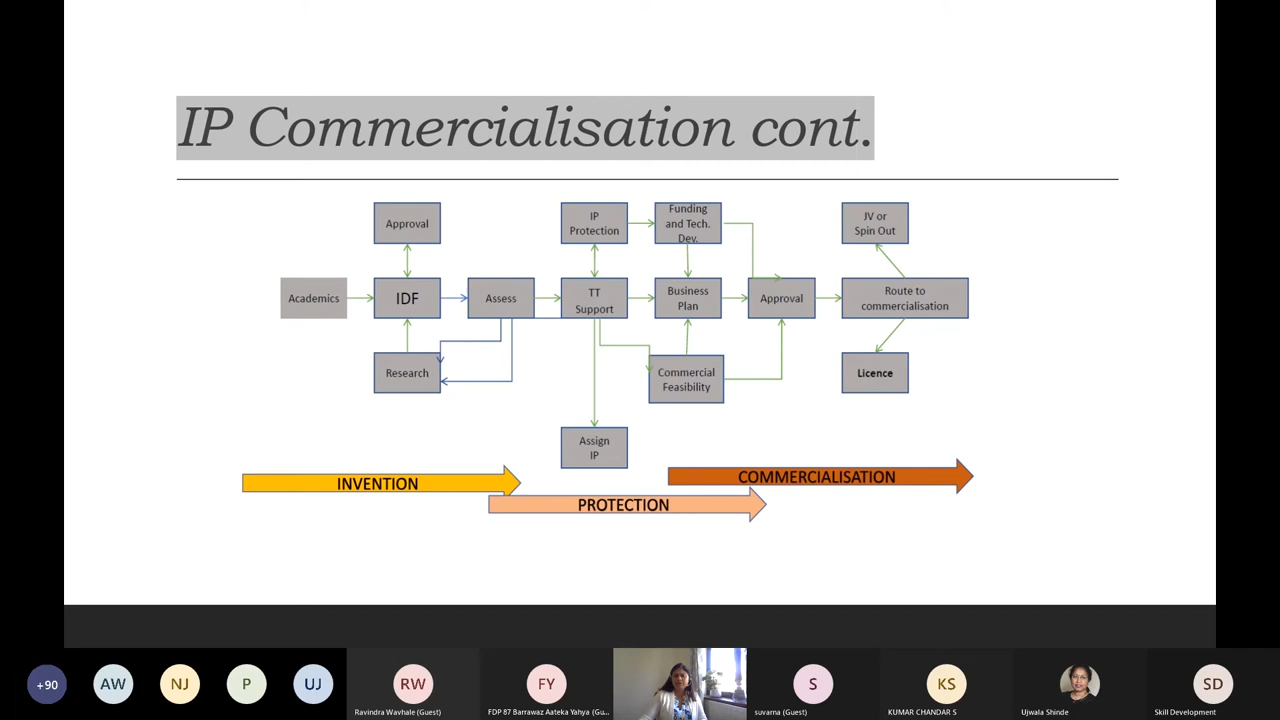 IP Commercialisation cont.
Approval
IP
Protection
Funding
and Tech.
Dev.
JV or
Spin Out
Academics
IDF
Assess
TT
Support
Business
Plan
Approval
Route to
commercialisation
Research
Commercial
Feasibility
Licence
Assign
IP
INVENTION
PROTECTION
COMMERCIALISATION
+90
AW
NJ
P
UJ
RW
Ravindra Wavhale (Guest)
FY
FDP 87 Barrawaz Aateka Yahya (Gu...
S
suvarna (Guest)
KS
KUMAR CHANDAR S
Ujwala Shinde
SD
Skill Development